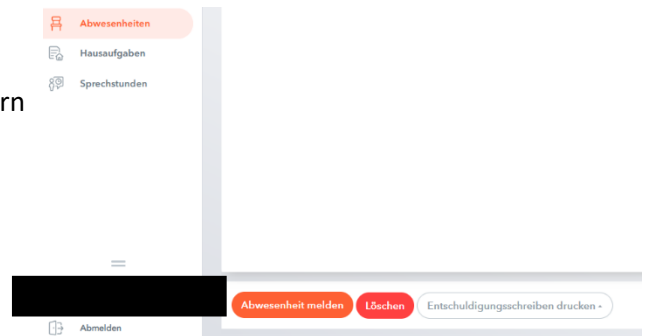 Abwesenheiten
Hausaufgaben
Sprechstunden
rn
Abwesenheit melden
Löschen
Entschuldigungsschreiben drucken
Abmelden